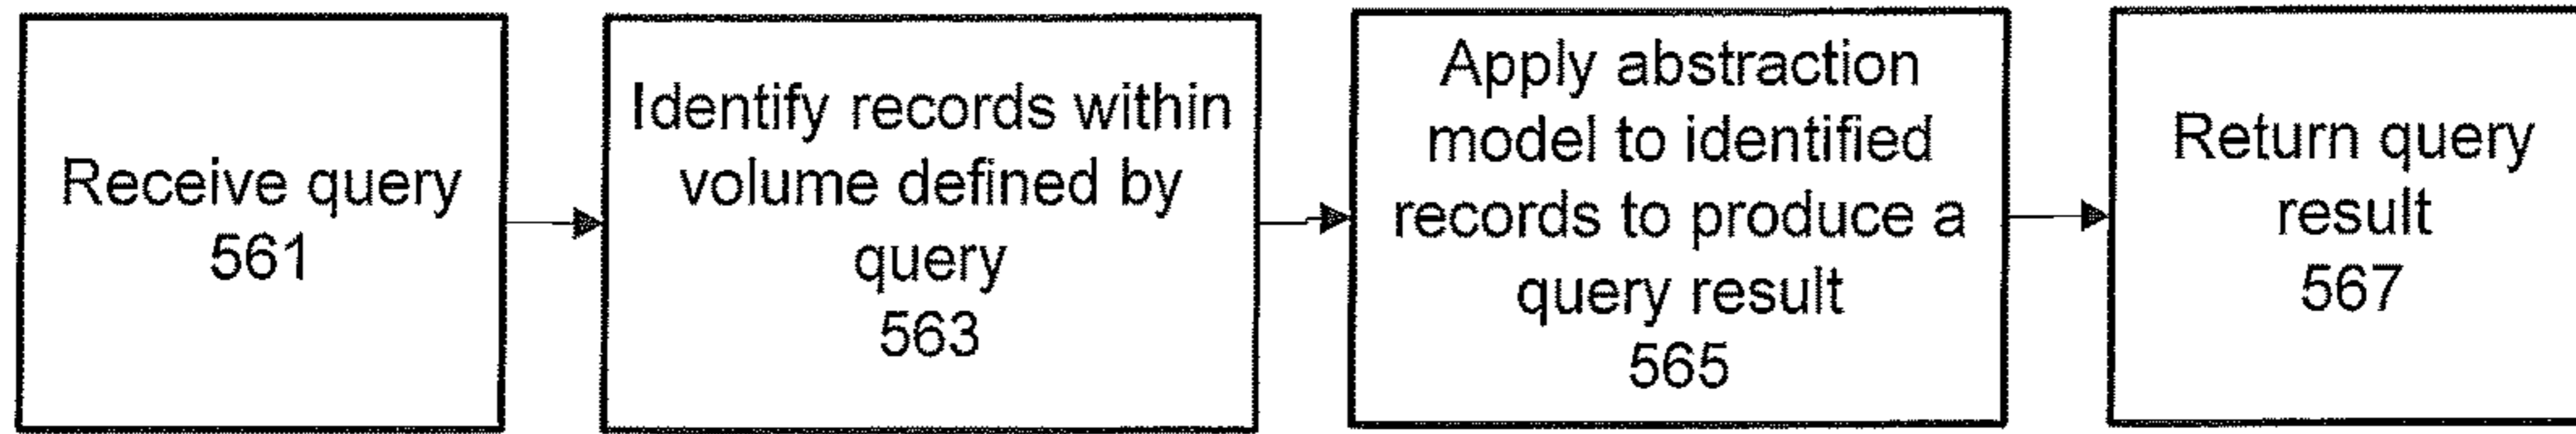 Receive query
561
Identify records within
volume defined by
query
563
Apply abstraction
model to identified
records to produce a
query result
565
Return query
result
567